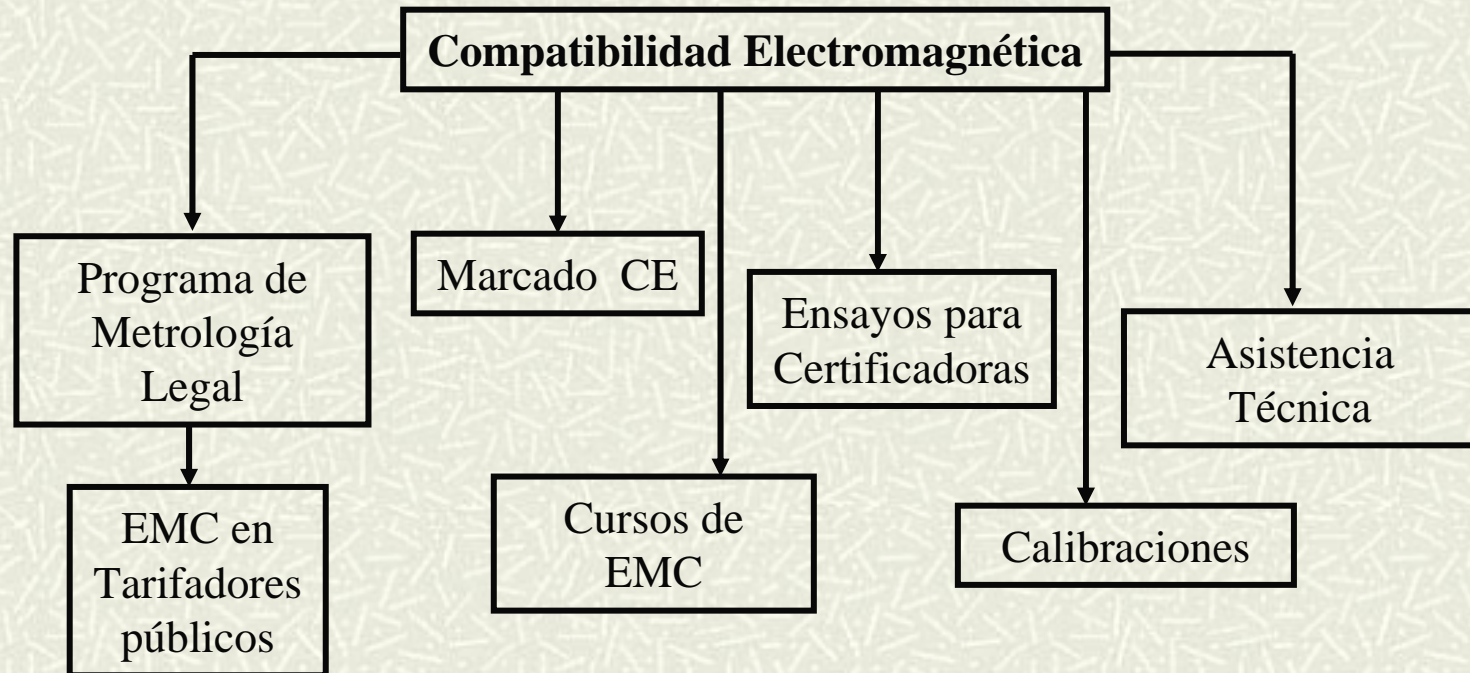 Compatibilidad Electromagnética
Programa de
Metrología
Legal
Marcado CE
Ensayos para
Certificadoras
Asistencia
Técnica
EMC en
Tarifadores
públicos
Cursos de
EMC
Calibraciones